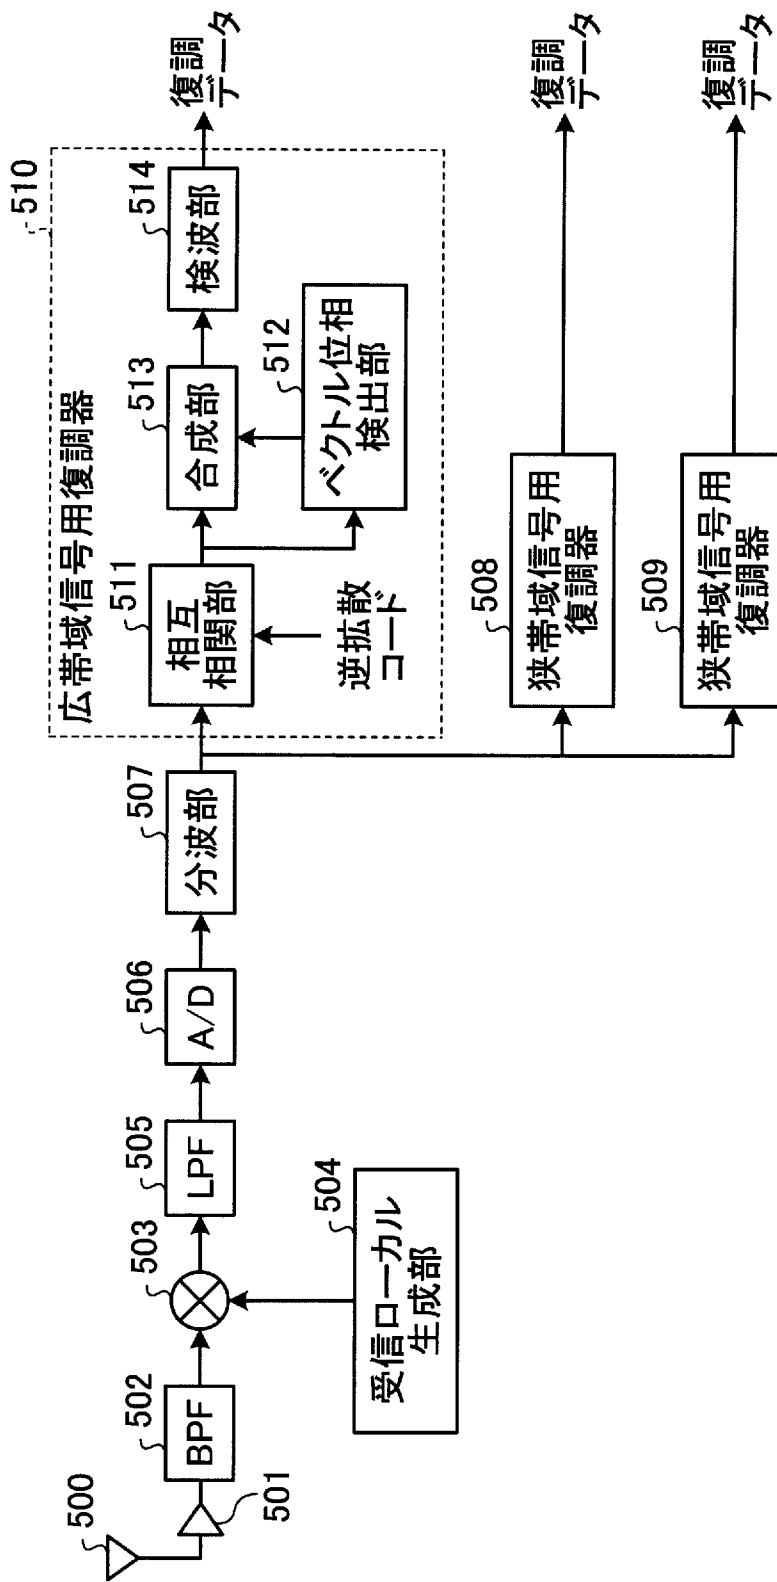 500
501
502
BPF
503
504
受信ローカル
生成部
505
LPF
506
A/D
507
分波部
510
広帯域信号用復調器
511
相互
相関部
逆拡散
コード
513
合成部
512
ベクトル位相
検出部
514
検波部
復調
データ
508
狭帯域信号用
復調器
復調
データ
509
狭帯域信号用
復調器
復調
データ